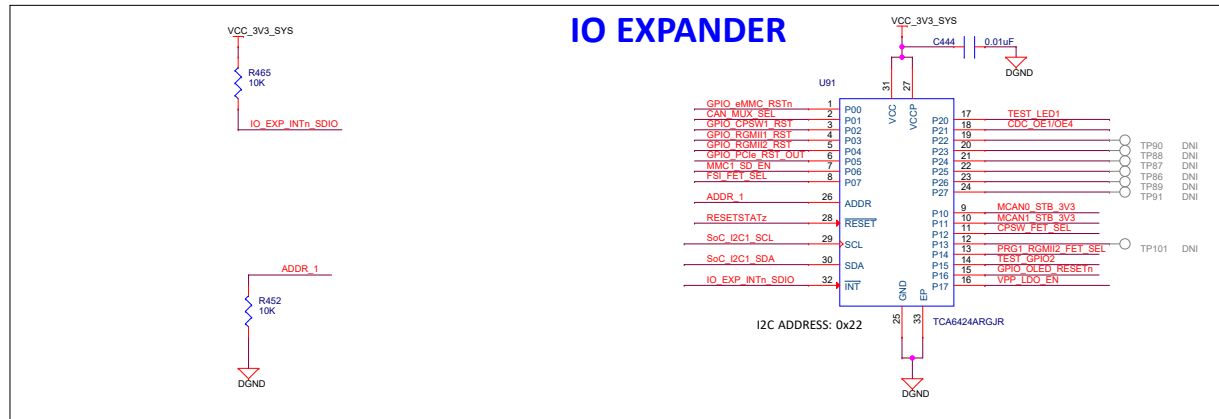 IO EXPANDER
VCC_3V3_SYS
R465
10K
IO_EXP_INTn_SDIO
ADDR_1
R452
10K
DGND
VCC_3V3_SYS
C444
0.01uF
DGND
U91
31
27
VCC
VCCP
GPIO_eMMC_RSTn 1 P00
CAN_MUX_SEL 2 P01
GPIO_CPSW1_RST 3 P02
GPIO_RGMII1_RST 4 P03
GPIO_RGMII2_RST 5 P04
GPIO_PCIe_RST_OUT 6 P05
MMC1_SD_EN 7 P06
FSI_FET_SEL 8 P07
ADDR_1 26 ADDR
RESETSTATz 28 RESET
SoC_I2C1_SCL 29 SCL
SoC_I2C1_SDA 30 SDA
IO_EXP_INTn_SDIO 32 INT
P20 17 TEST_LED1
P21 18 CDC_OE1/OE4
P22 19
P23 20 TP90 DNI
P24 21 TP88 DNI
P25 22 TP87 DNI
P26 23 TP86 DNI
P27 24 TP89 DNI
TP91 DNI
P10 9 MCAN0_STB_3V3
P11 10 MCAN1_STB_3V3
P12 11 CPSW_FET_SEL
P13 12 TP101 DNI
P14 13 PRG1_RGMII2_FET_SEL
P15 14 TEST_GPIO2
P16 15 GPIO_OLED_RESETn
P17 16 VPP_LDO_EN
GND
EP
25
33
I2C ADDRESS: 0x22
TCA6424ARGJR
DGND